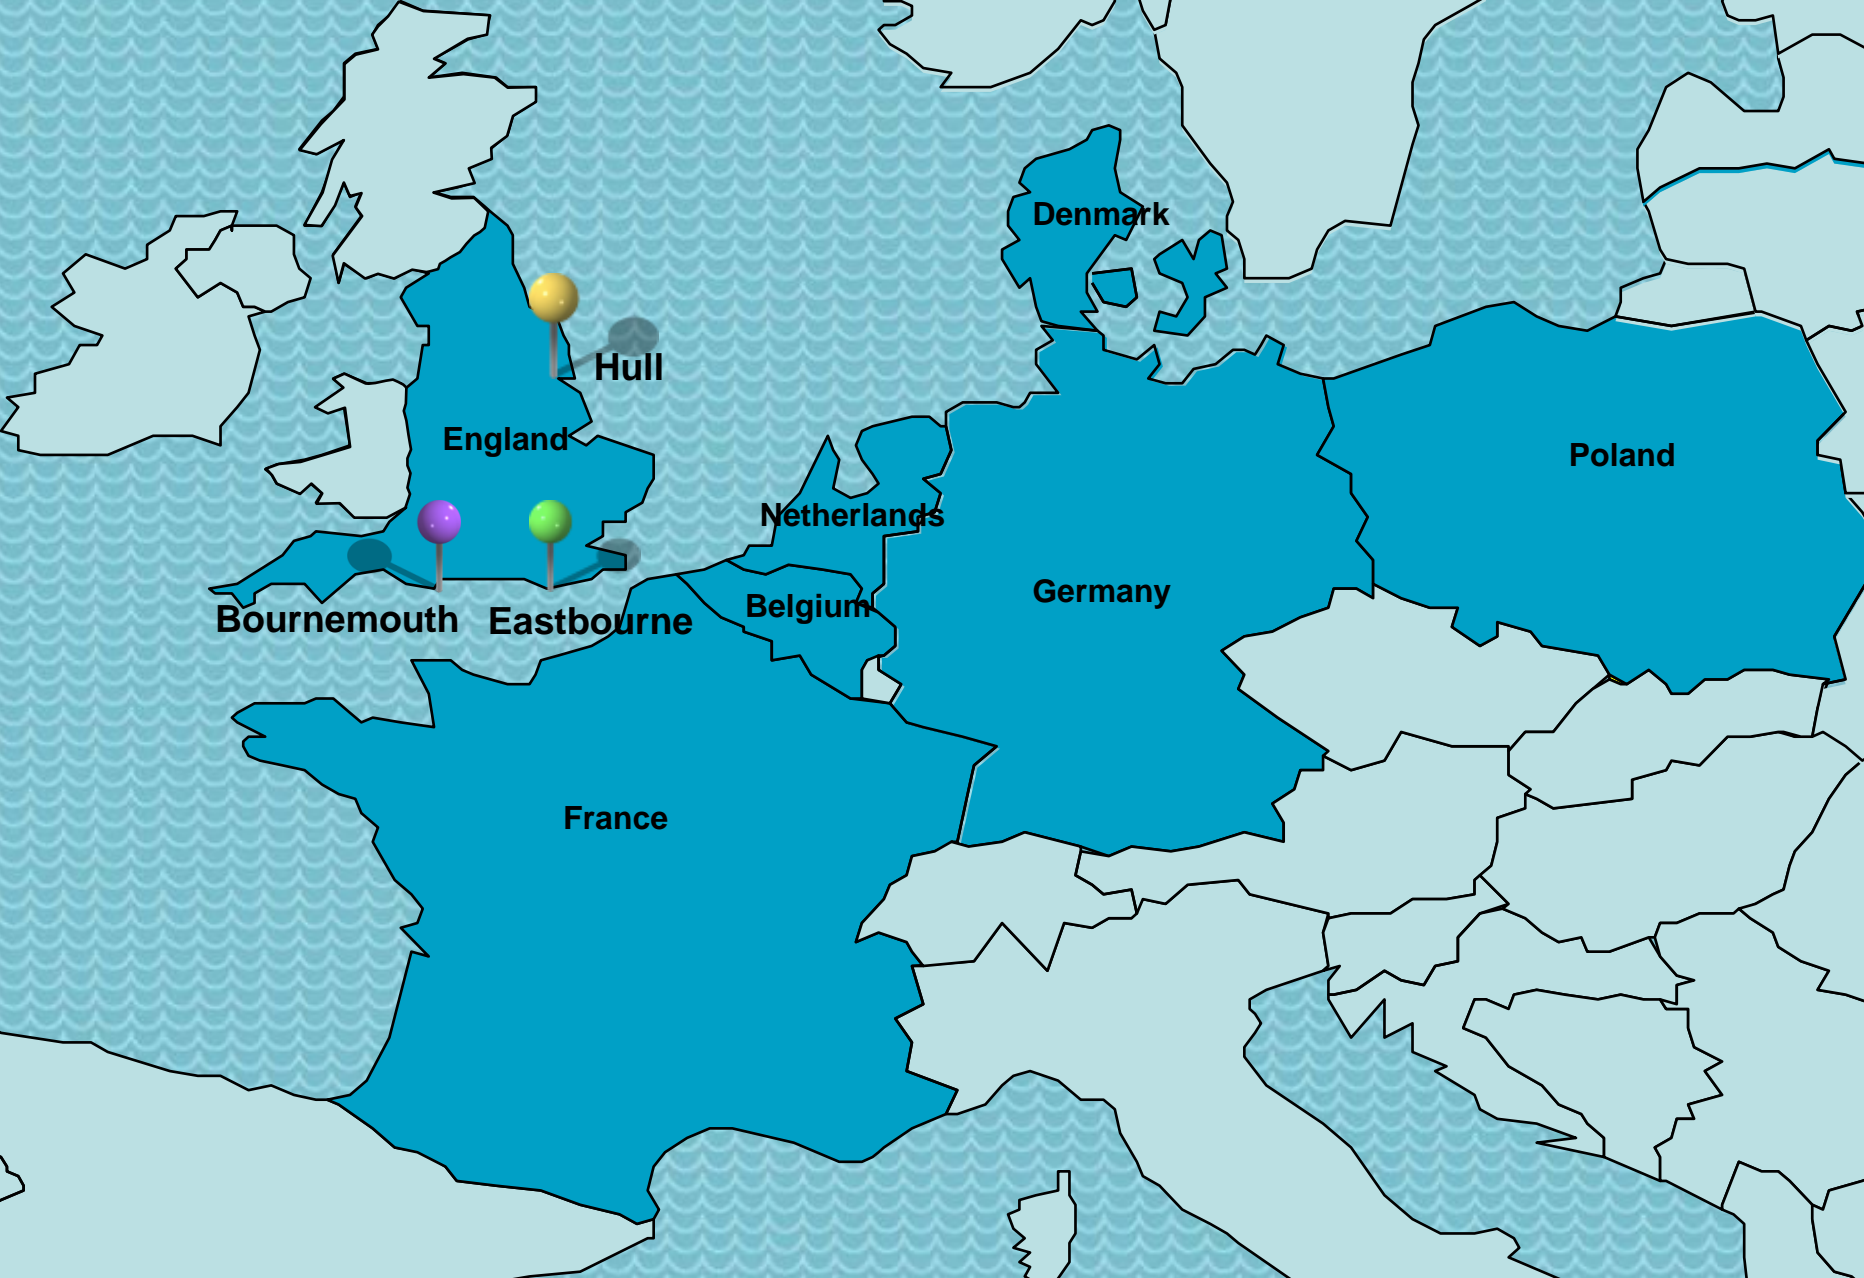 Denmark
Hull
England
Poland
Netherlands
Germany
Belgium
Bournemouth
Eastbourne
France